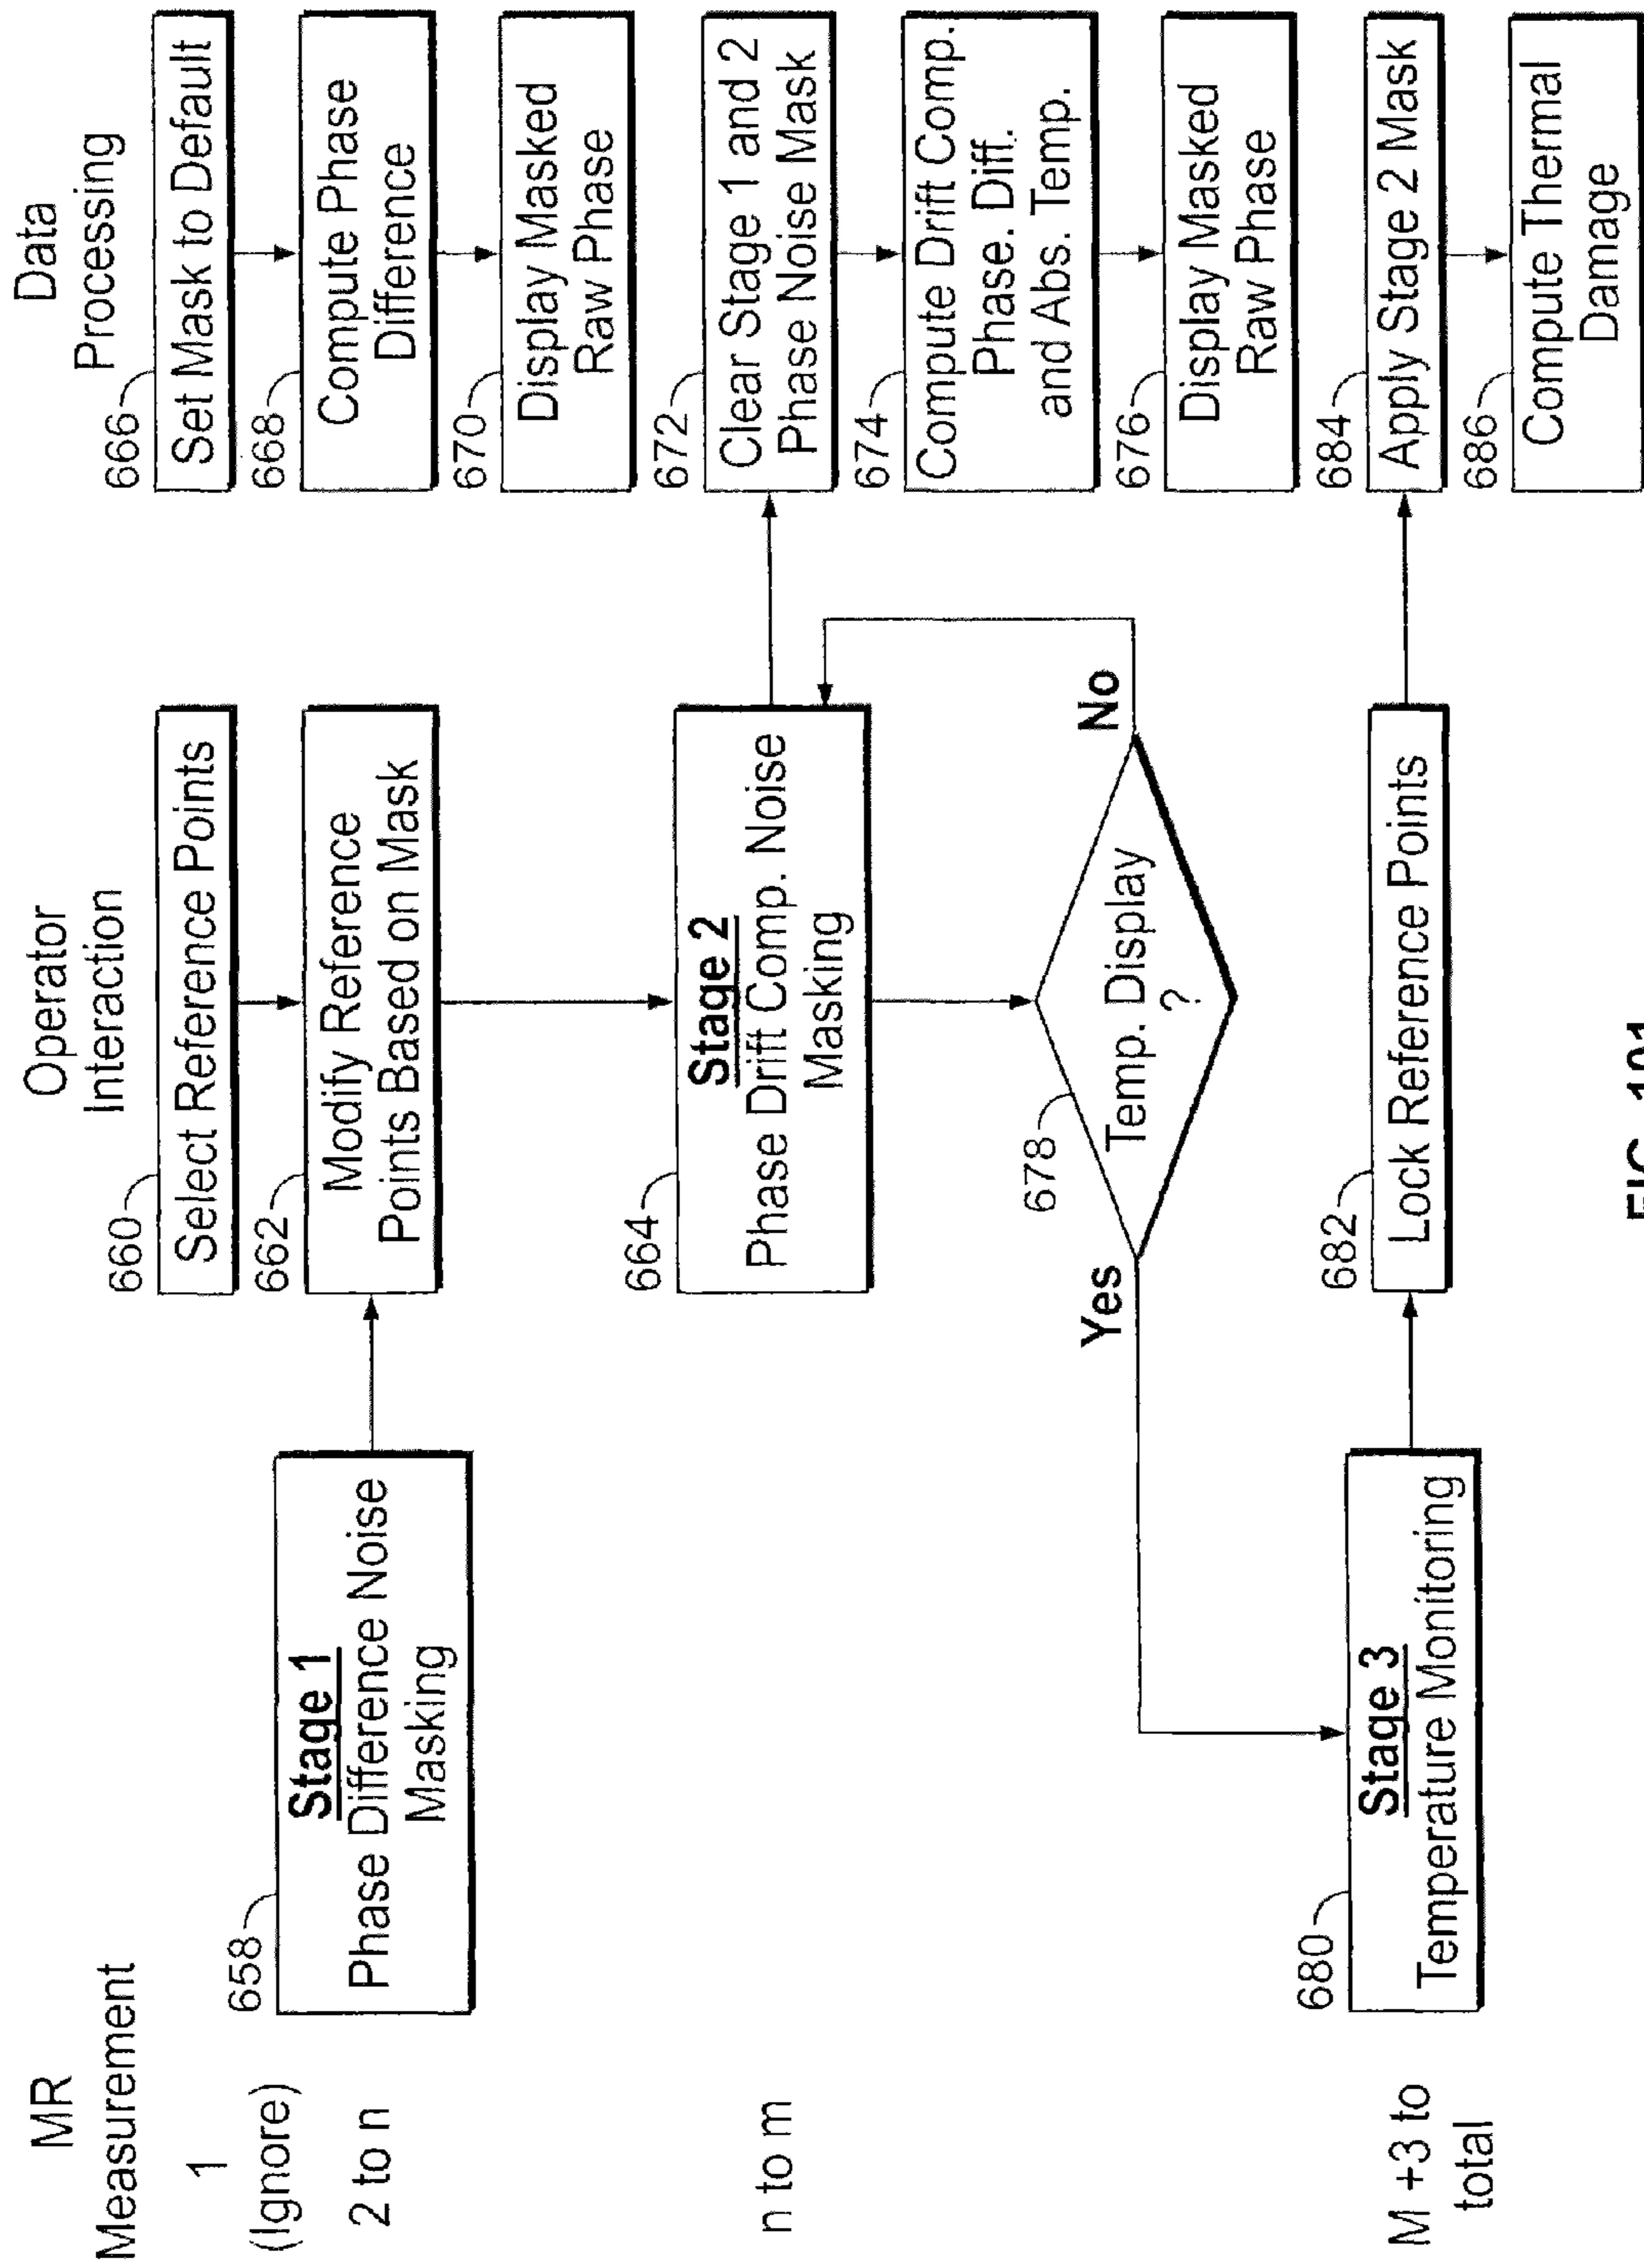 MR
Measurement
Operator
Interaction
Data
Processing
1
(Ignore)
660
Select Reference Points
666
Set Mask to Default
2 to n
658
Stage 1
Phase Difference Noise
Masking
662
Modify Reference
Points Based on Mask
668
Compute Phase
Difference
670
Display Masked
Raw Phase
n to m
664
Stage 2
Phase Drift Comp. Noise
Masking
672
Clear Stage 1 and 2
Phase Noise Mask
674
Compute Drift Comp.
Phase. Diff.
and Abs. Temp.
676
Display Masked
Raw Phase
678
Temp. Display
?
Yes
No
M +3 to
total
680
Stage 3
Temperature Monitoring
682
Lock Reference Points
684
Apply Stage 2 Mask
686
Compute Thermal
Damage
FIG. 101